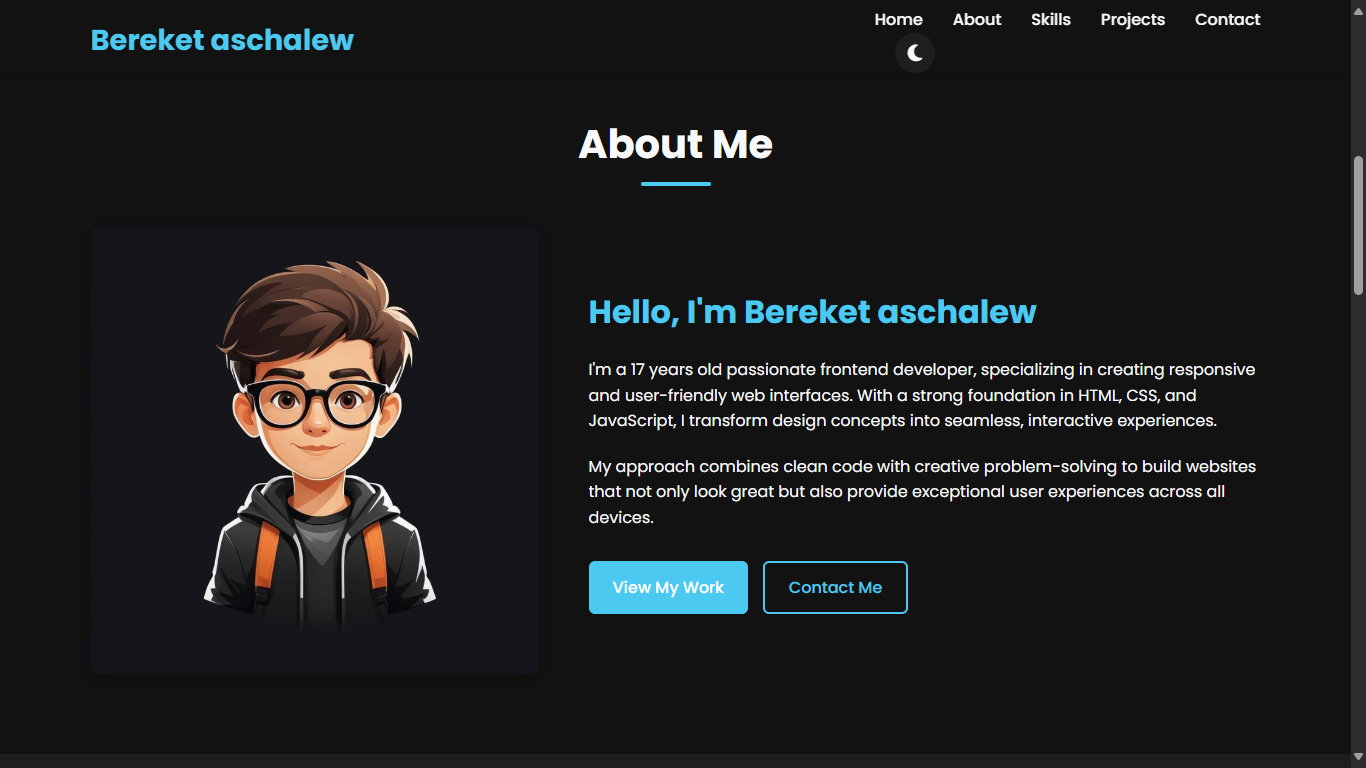 Bereket aschalew
Home About Skills Projects Contact
About Me
Hello, I'm Bereket aschalew
I'm a 17 years old passionate frontend developer, specializing in creating responsive
and user-friendly web interfaces. With a strong foundation in HTML, CSS, and
JavaScript, I transform design concepts into seamless, interactive experiences.
My approach combines clean code with creative problem-solving to build websites
that not only look great but also provide exceptional user experiences across all
devices.
View My Work Contact Me